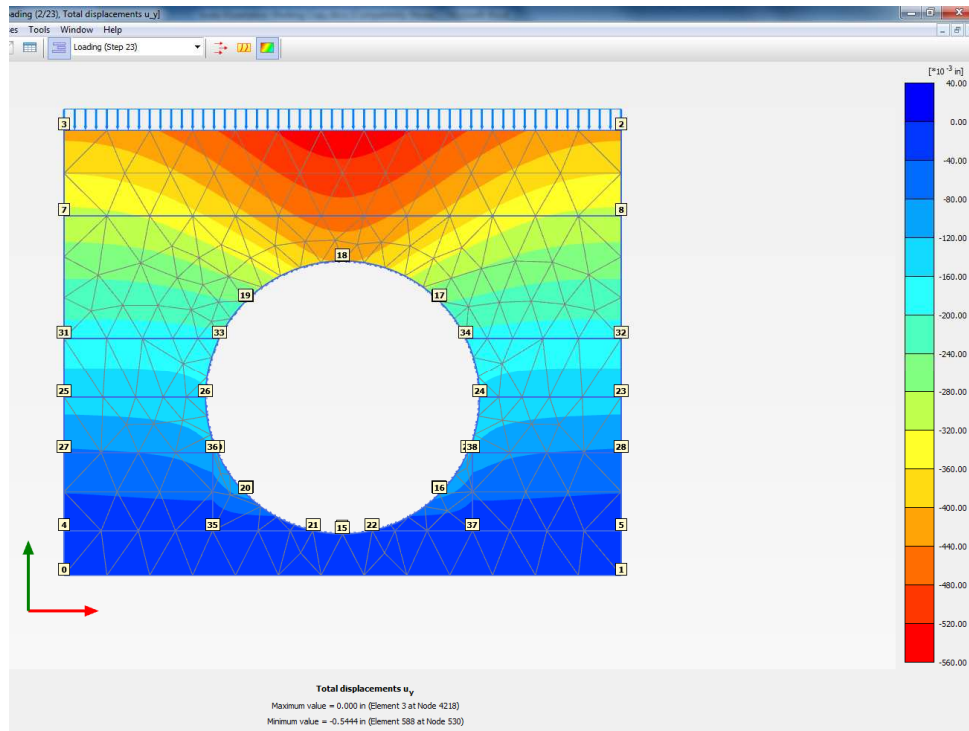 ading (2/23), Total displacements u_y]
es Tools Window Help
Loading (Step 23)
[*10 -3 in]
40.00
0.00
-40.00
-80.00
-120.00
-160.00
-200.00
-240.00
-280.00
-320.00
-360.00
-400.00
-440.00
-480.00
-520.00
-560.00
3 2
7 8
18
19 17
31 33 34 32
25 26 24 23
27 36 38 28
20 16
4 35 21 15 22 37 5
0 1
Total displacements uy
Maximum value = 0.000 in (Element 3 at Node 4218)
Minimum value = -0.5444 in (Element 588 at Node 530)